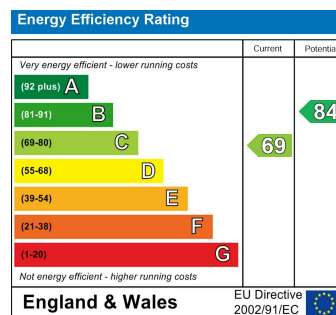 Energy Efficiency Rating
Current Potentia
Very energy efficient - lower running costs
(92 plus) A
(81-91) B
84
(69-80) C
69
(55-68) D
(39-54) E
(21-38) F
(1-20) G
Not energy efficient - higher running costs
England & Wales
EU Directive
2002/91/EC